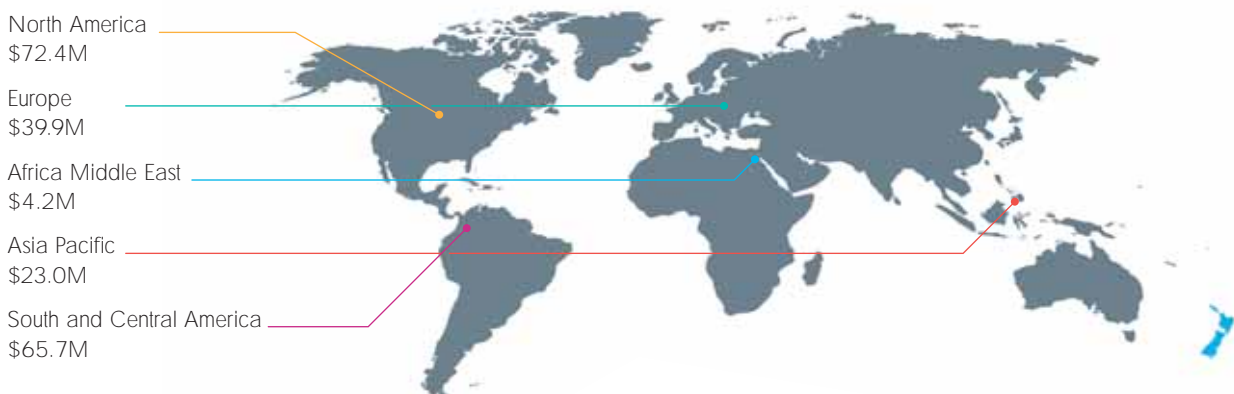 North America
$72.4M
Europe
$39.9M
Africa Middle East
$4.2M
Asia Pacific
$23.0M
South and Central America
$65.7M